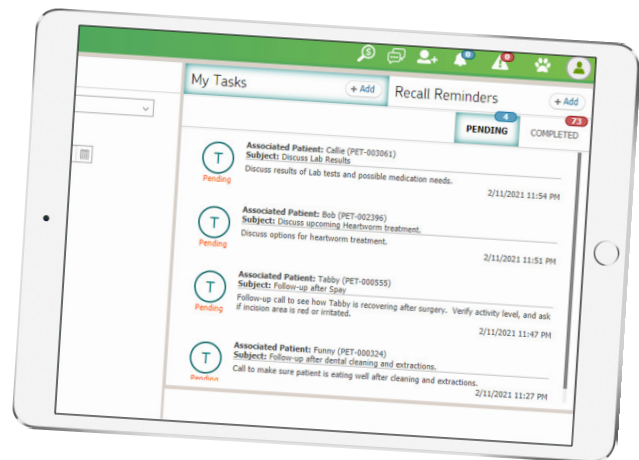 0
0
My Tasks
+ Add
Recall Reminders
+ Add
4
73
PENDING
COMPLETED
T
Pending
Associated Patient: Callie (PET-003061)
Subject: Discuss Lab Results
Discuss results of Lab tests and possible medication needs.
2/11/2021 11:54 PM
T
Pending
Associated Patient: Bob (PET-002396)
Subject: Discuss upcoming Heartworm treatment.
Discuss options for heartworm treatment.
2/11/2021 11:51 PM
T
Pending
Associated Patient: Tabby (PET-000555)
Subject: Follow-up after Spay
Follow-up call to see how Tabby is recovering after surgery. Verify activity level, and ask
if incision area is red or irritated.
2/11/2021 11:47 PM
T
Pending
Associated Patient: Funny (PET-000324)
Subject: Follow-up after dental cleaning and extractions.
Call to make sure patient is eating well after cleaning and extractions.
2/11/2021 11:27 PM